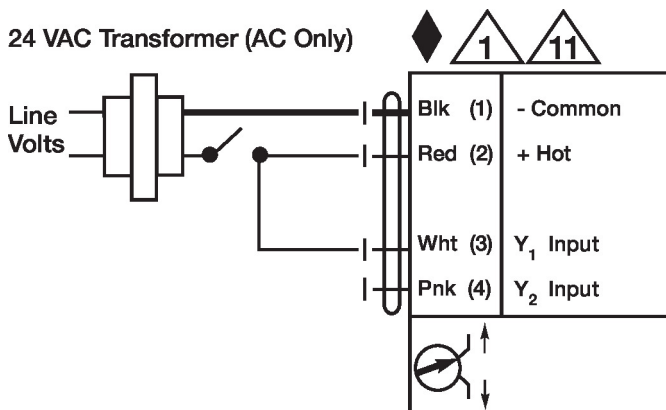 24 VAC Transformer (AC Only)
1
11
Line
Volts
Blk (1) - Common
Red (2) + Hot
Wht (3) Y₁ Input
Pnk (4) Y₂ Input